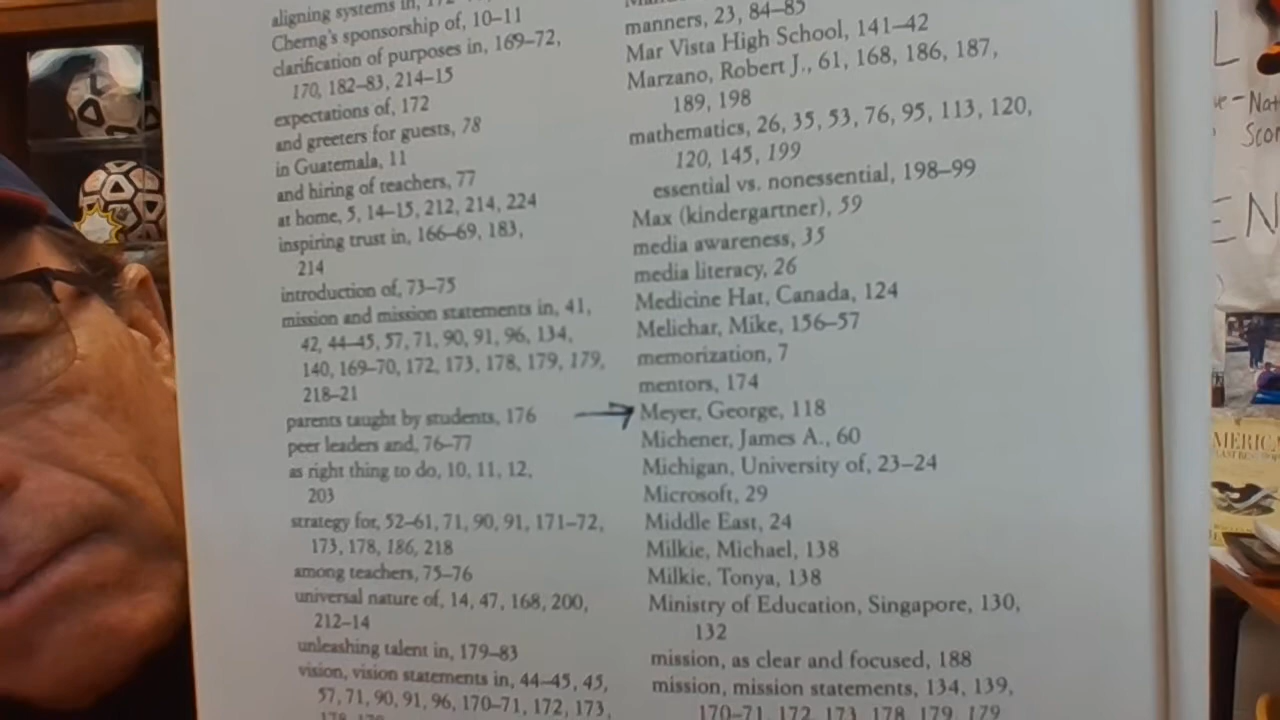 aligning systems in,
Cherng's sponsorship of, 10–11
clarification of purposes in, 169–72,
170, 182–83, 214–15
expectations of, 172
and greeters for guests, 78
in Guatemala, 11
and hiring of teachers, 77
at home, 5, 14–15, 212, 214, 224
inspiring trust in, 166–69, 183,
214
introduction of, 73–75
mission and mission statements in, 41,
42, 44–45, 57, 71, 90, 91, 96, 134,
140, 169–70, 172, 173, 178, 179, 179,
218–21
parents taught by students, 176
peer leaders and, 76–77
as right thing to do, 10, 11, 12,
203
strategy for, 52–61, 71, 90, 91, 171–72,
173, 178, 186, 218
among teachers, 75–76
universal nature of, 14, 47, 168, 200,
212–14
unleashing talent in, 179–83
vision, vision statements in, 44–45, 45,
57, 71, 90, 91, 96, 170–71, 172, 173,
178, 179
manners, 23, 84–85
Mar Vista High School, 141–42
Marzano, Robert J., 61, 168, 186, 187,
189, 198
mathematics, 26, 35, 53, 76, 95, 113, 120,
120, 145, 199
essential vs. nonessential, 198–99
Max (kindergartner), 59
media awareness, 35
media literacy, 26
Medicine Hat, Canada, 124
Melichar, Mike, 156–57
memorization, 7
mentors, 174
Meyer, George, 118
Michener, James A., 60
Michigan, University of, 23–24
Microsoft, 29
Middle East, 24
Milkie, Michael, 138
Milkie, Tonya, 138
Ministry of Education, Singapore, 130,
132
mission, as clear and focused, 188
mission, mission statements, 134, 139,
170–71, 172, 173, 178, 179, 179